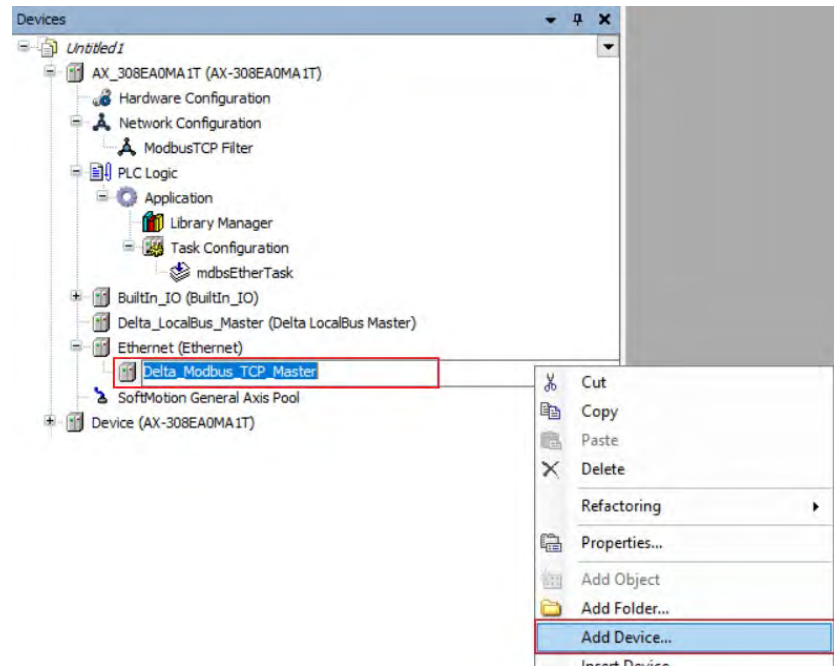 Devices
Untitled1
AX_308EA0MA1T (AX-308EA0MA1T)
Hardware Configuration
Network Configuration
ModbusTCP Filter
PLC Logic
Application
Library Manager
Task Configuration
mdbsEtherTask
BuiltIn_IO (BuiltIn_IO)
Delta_LocalBus_Master (Delta LocalBus Master)
Ethernet (Ethernet)
Delta_Modbus_TCP_Master
SoftMotion General Axis Pool
Device (AX-308EA0MA1T)
Cut
Copy
Paste
Delete
Refactoring
Properties...
Add Object
Add Folder...
Add Device...
Insert Device